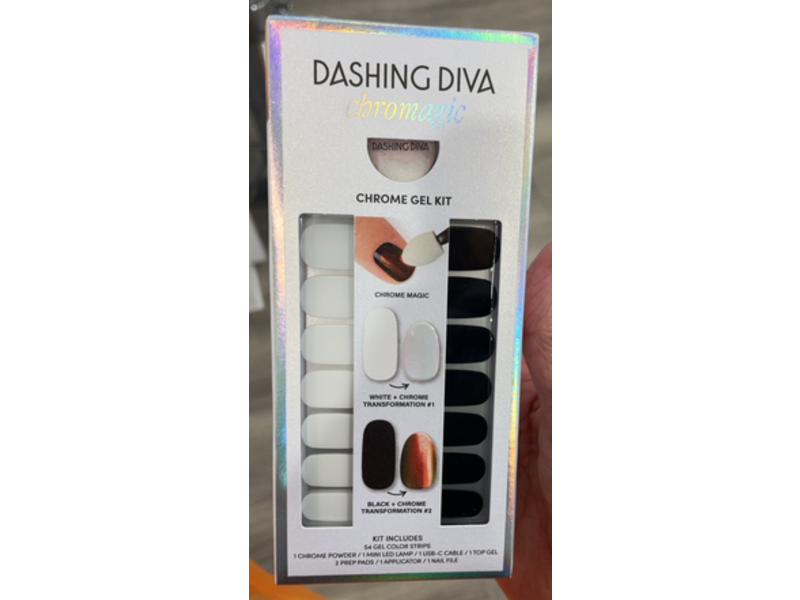 DASHING DIVA
chromagic
DASHING DIVA
CHROME GEL KIT
CHROME MAGIC
WHITE + CHROME
TRANSFORMATION #1
BLACK + CHROME
TRANSFORMATION #2
KIT INCLUDES
54 GEL COLOR STRIPS
1 CHROME POWDER / 1 MINI LED LAMP / 1 USB-C CABLE / 1 TOP GEL
2 PREP PADS / 1 APPLICATOR / 1 NAIL FILE